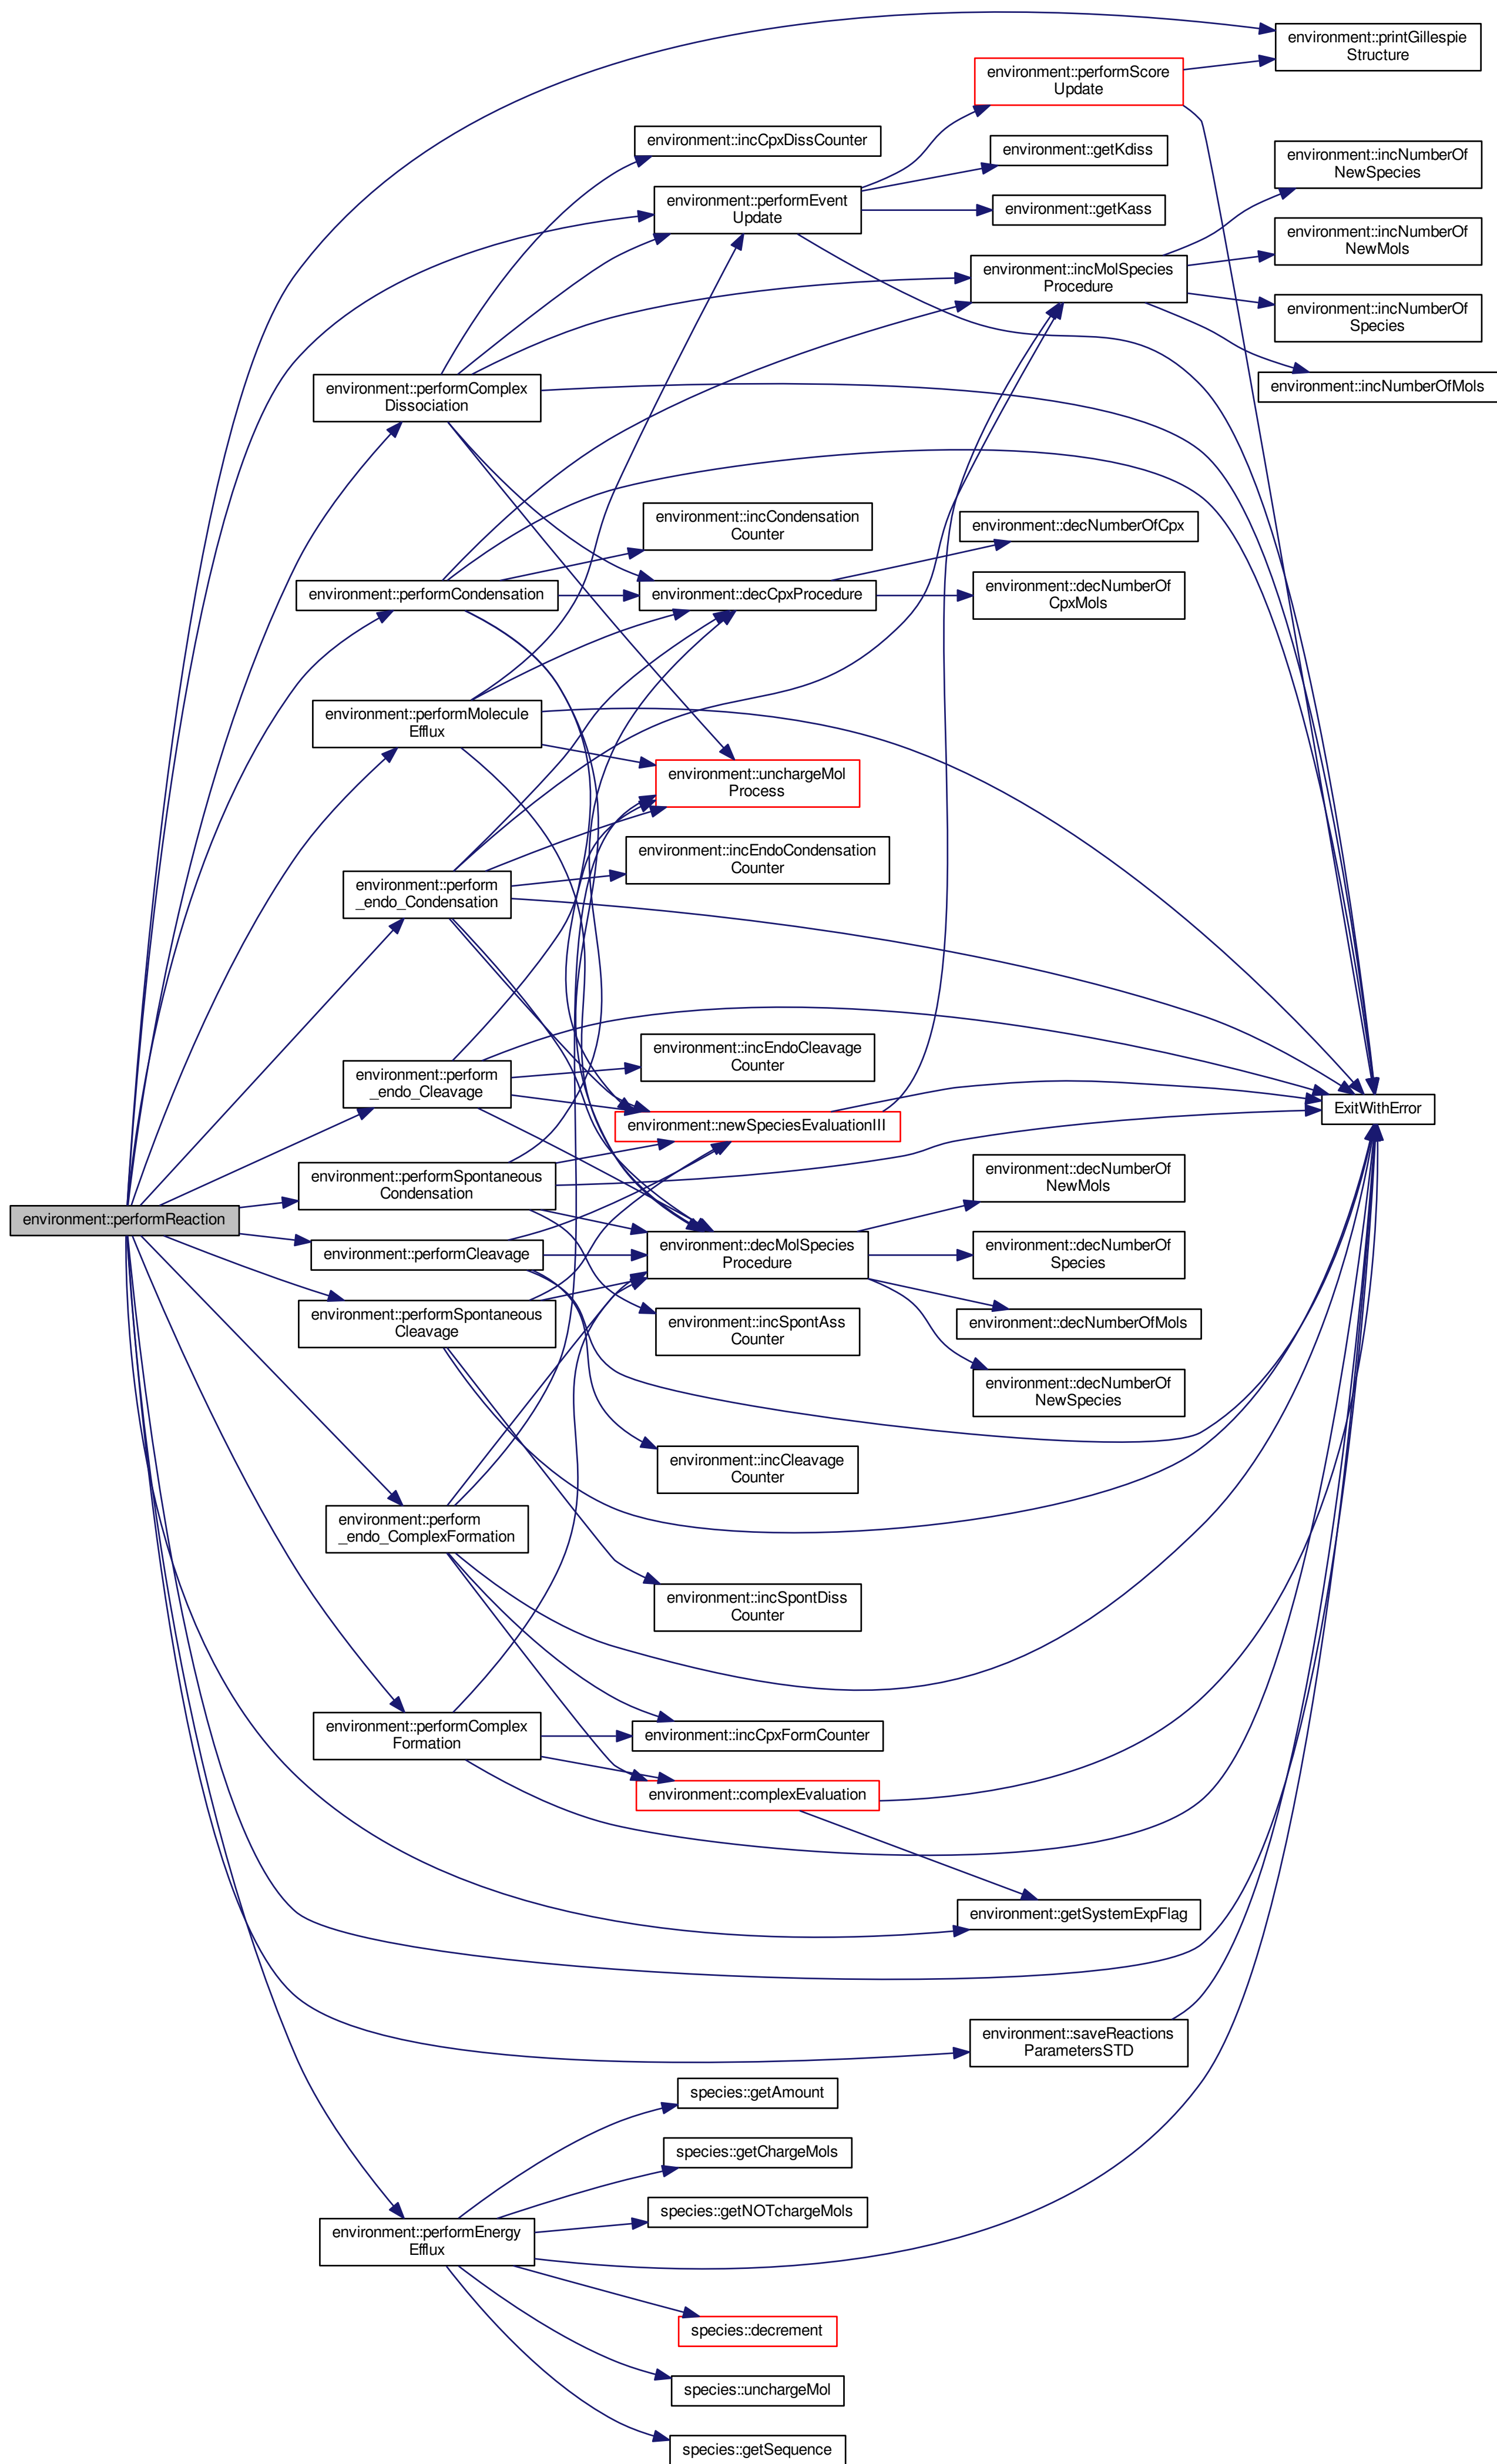 environment::printGillespie
Structure
environment::performScore
Update
environment::incCpxDissCounter
environment::getKdiss
environment::incNumberOf
NewSpecies
environment::performEvent
Update
environment::getKass
environment::incNumberOf
NewMols
environment::incMolSpecies
Procedure
environment::incNumberOf
Species
environment::incNumberOfMols
environment::performComplex
Dissociation
environment::incCondensation
Counter
environment::decNumberOfCpx
environment::performCondensation
environment::decCpxProcedure
environment::decNumberOf
CpxMols
environment::performMolecule
Efflux
environment::unchargeMol
Process
environment::incEndoCondensation
Counter
environment::perform
_endo_Condensation
environment::incEndoCleavage
Counter
environment::perform
_endo_Cleavage
ExitWithError
environment::newSpeciesEvaluationIII
environment::performSpontaneous
Condensation
environment::decNumberOf
NewMols
environment::performReaction
environment::performCleavage
environment::decMolSpecies
Procedure
environment::decNumberOf
Species
environment::performSpontaneous
Cleavage
environment::incSpontAss
Counter
environment::decNumberOfMols
environment::decNumberOf
NewSpecies
environment::incCleavage
Counter
environment::perform
_endo_ComplexFormation
environment::incSpontDiss
Counter
environment::performComplex
Formation
environment::incCpxFormCounter
environment::complexEvaluation
environment::getSystemExpFlag
environment::saveReactions
ParametersSTD
species::getAmount
species::getChargeMols
species::getNOTchargeMols
environment::performEnergy
Efflux
species::decrement
species::unchargeMol
species::getSequence